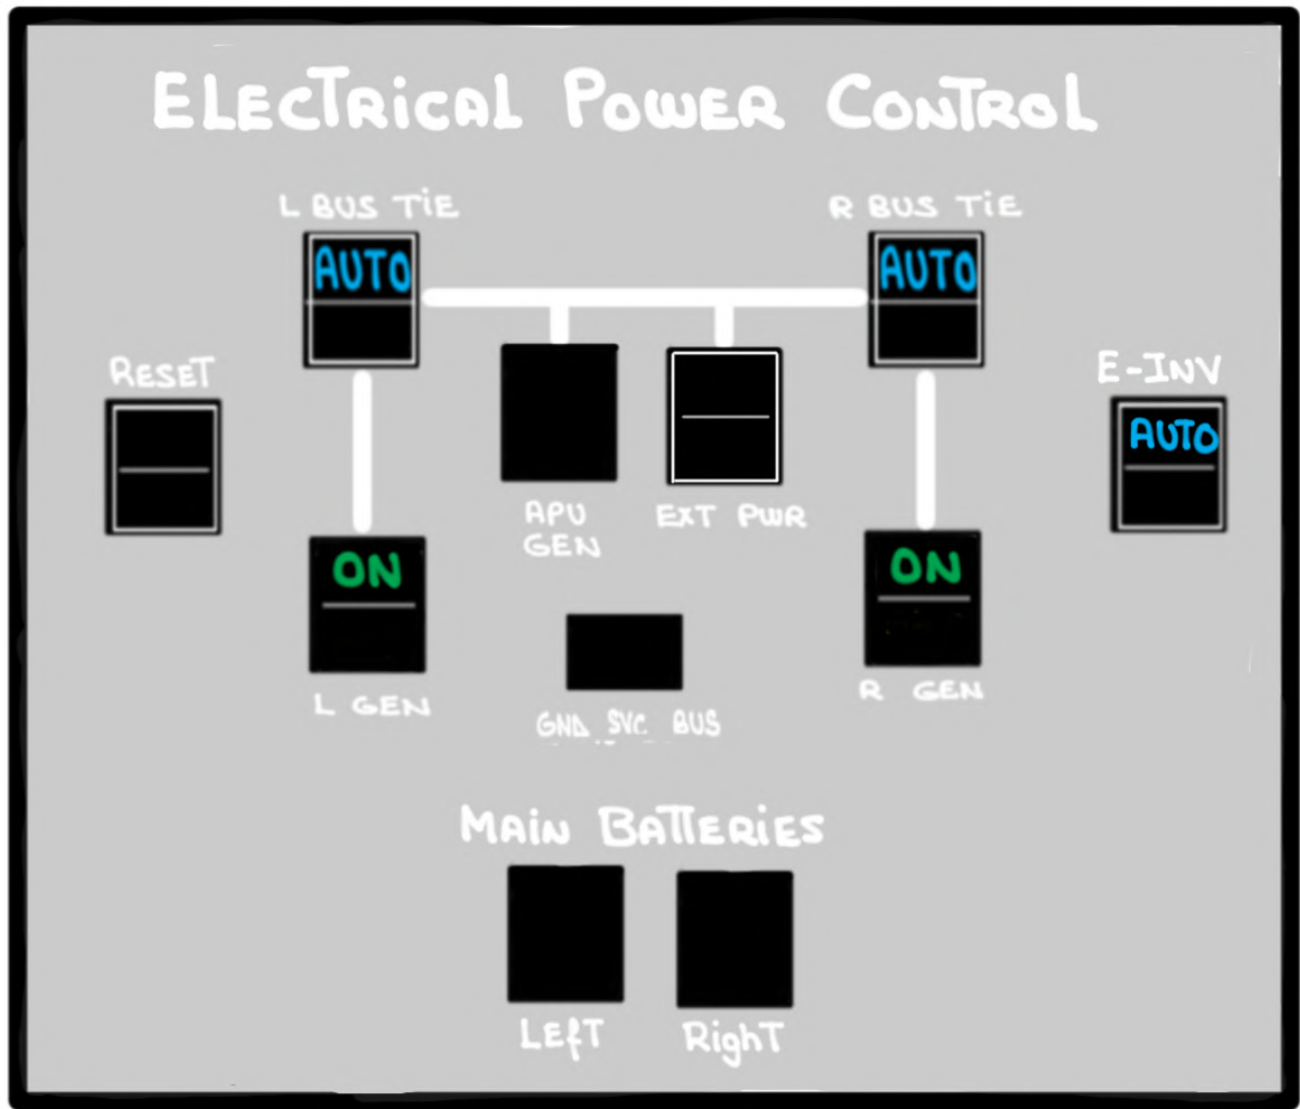 ELECTRICAL POWER CONTROL
L BUS TiE
R BUS TiE
AUTO
AUTO
RESET
E-INV
AUTO
APU
GEN
EXT PWR
ON
ON
L GEN
R GEN
GND SVC BUS
MAiN BATTERiES
LEfT
RighT